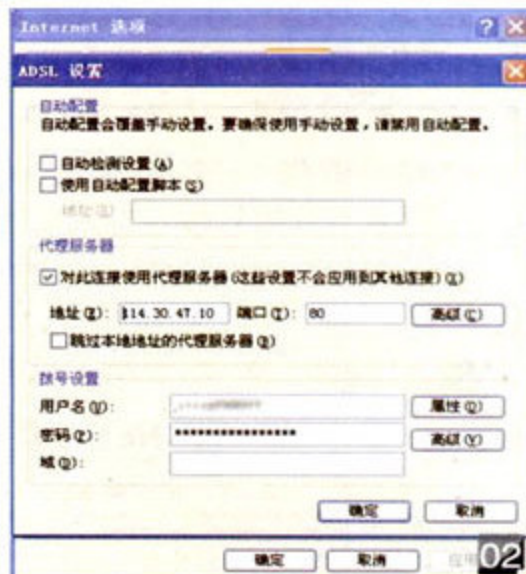 Internet 选项
ADSL 设置
自动配置
自动配置会覆盖手动设置。要确保使用手动设置，请禁用自动配置。
自动检测设置(A)
使用自动配置脚本(S)
地址(R)
代理服务器
对此连接使用代理服务器(这些设置不会应用到其他连接)(X)
地址(E): 114.30.47.10 端口(T): 80 高级(C)
跳过本地地址的代理服务器(B)
拨号设置
用户名(U): 属性(O)
密码(P): **************** 高级(V)
域(D):
确定 取消
确定 取消 应用
02